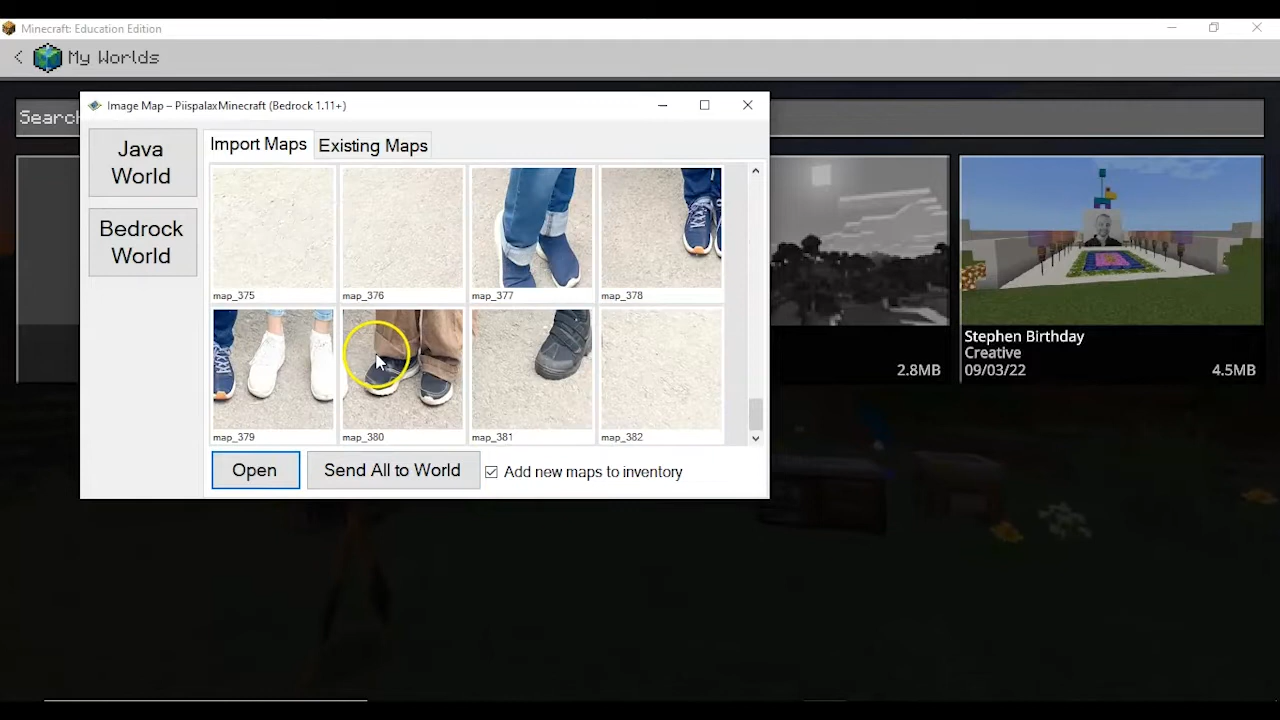 Minecraft: Education Edition
My Worlds
Search
Image Map – PiispalaxMinecraft (Bedrock 1.11+)
Java
World
Bedrock
World
Import Maps
Existing Maps
map_375
map_376
map_377
map_378
map_379
map_380
map_381
map_382
Open
Send All to World
Add new maps to inventory
2.8MB
Stephen Birthday
Creative
09/03/22
4.5MB